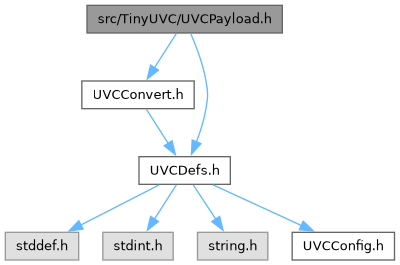 src/TinyUVC/UVCPayload.h
UVCConvert.h
UVCDefs.h
stddef.h
stdint.h
string.h
UVCConfig.h